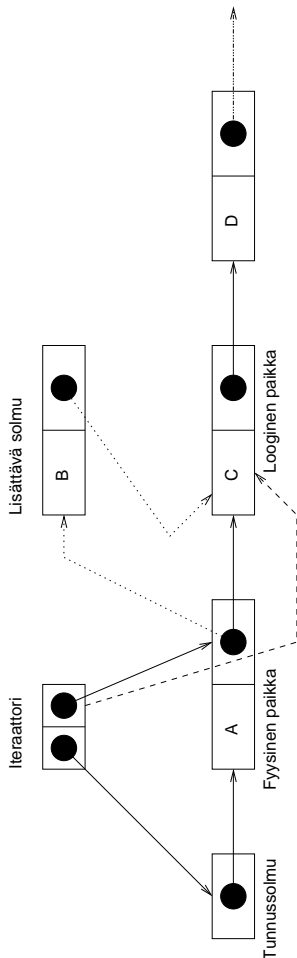 Iteraattori
Lisättävä solmu
B
A
C
D
Tunnussolmu
Fyysinen paikka
Looginen paikka